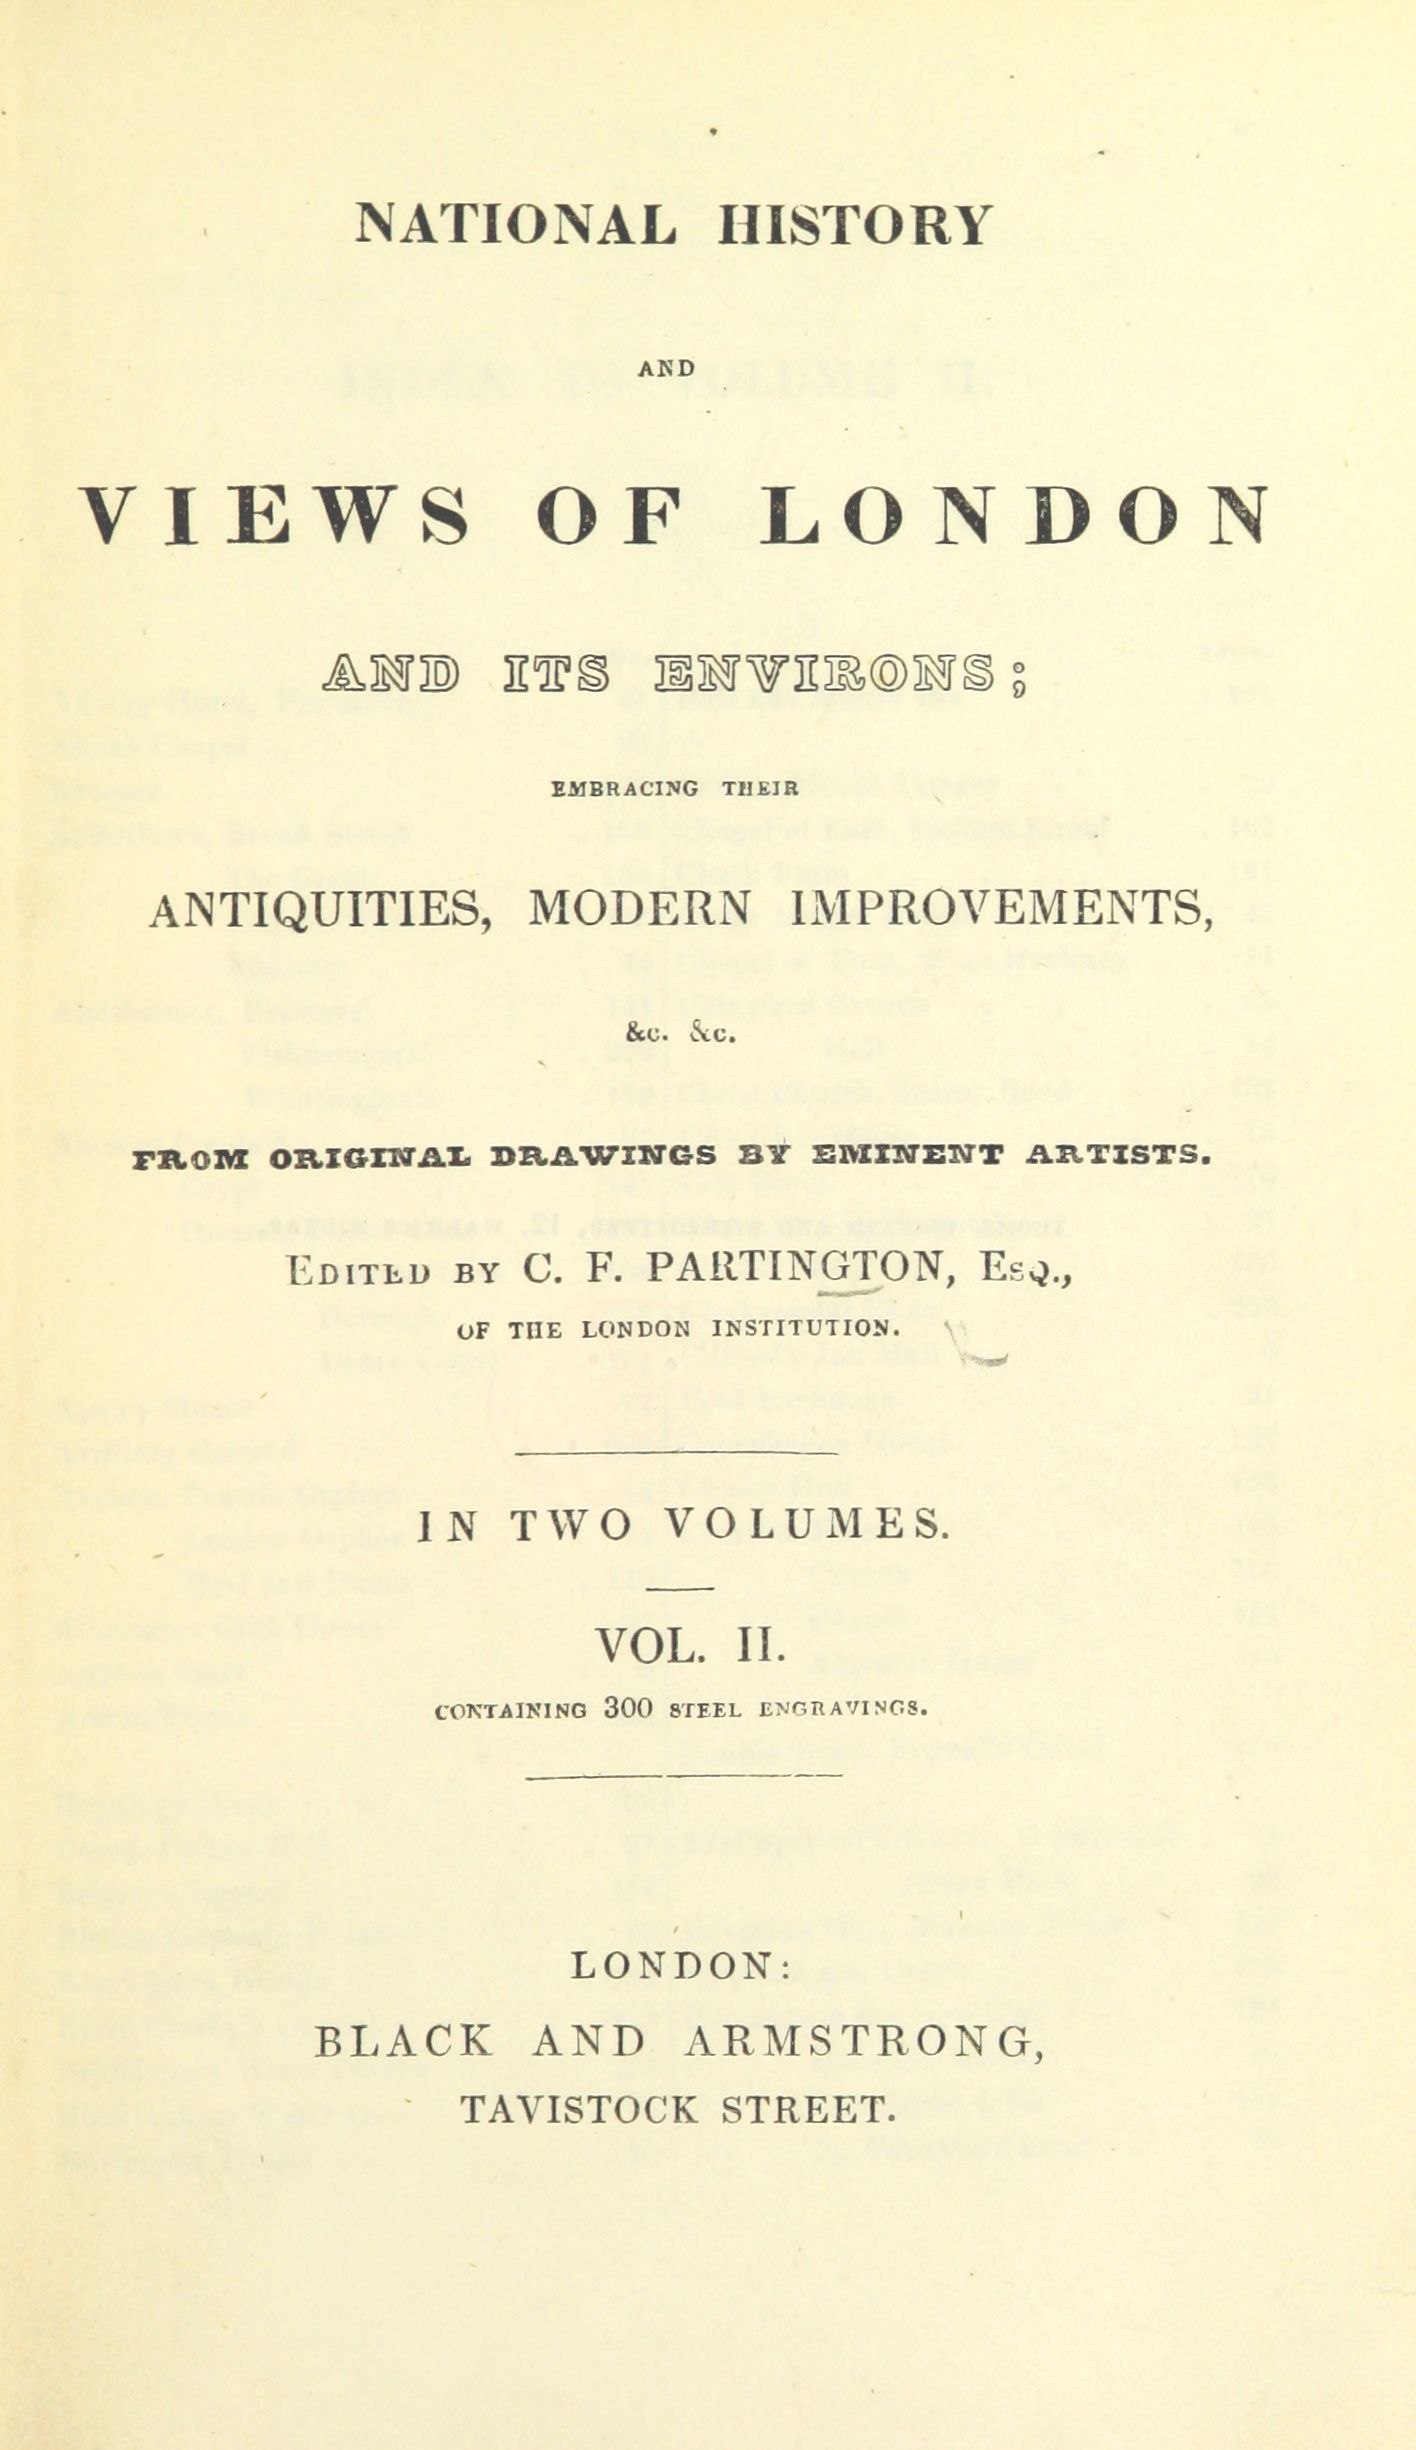 NATIONAL HISTORY
AND
VIEWS OF LONDON
AND ITS ENVIRONS;
EMBRACING THEIR
ANTIQUITIES, MODERN IMPROVEMENTS,
&c. &c.
FROM ORIGINAL DRAWINGS BY EMINENT ARTISTS.
EDITED BY C. F. PARTINGTON, ESQ.,
OF THE LONDON INSTITUTION.
IN TWO VOLUMES.
VOL. II.
CONTAINING 300 STEEL ENGRAVINGS.
LONDON:
BLACK AND ARMSTRONG,
TAVISTOCK STREET.